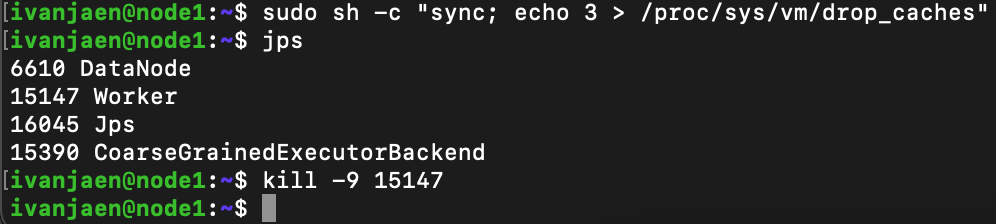 [ivanjaen@node1:~$ sudo sh -c "sync; echo 3 > /proc/sys/vm/drop_caches"
[ivanjaen@node1:~$ jps
6610 DataNode
15147 Worker
16045 Jps
15390 CoarseGrainedExecutorBackend
[ivanjaen@node1:~$ kill -9 15147
ivanjaen@node1:~$